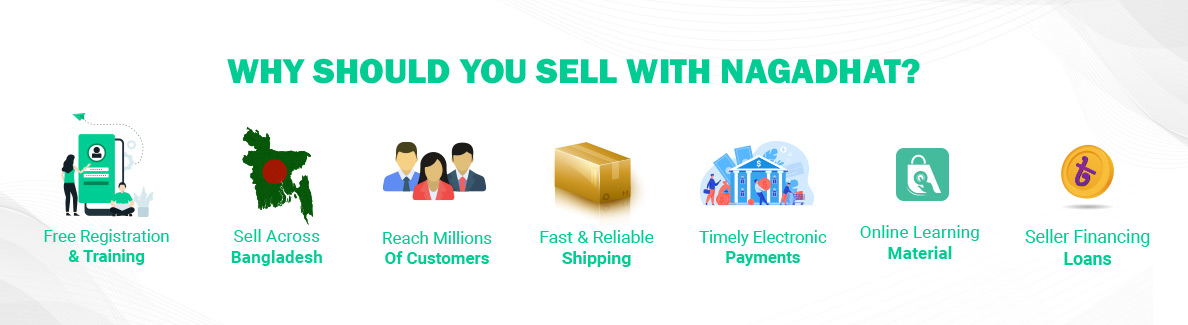 WHY SHOULD YOU SELL WITH NAGADHAT?
Free Registration
& Training
Sell Across
Bangladesh
Reach Millions
Of Customers
Fast & Reliable
Shipping
Timely Electronic
Payments
Online Learning
Material
Seller Financing
Loans